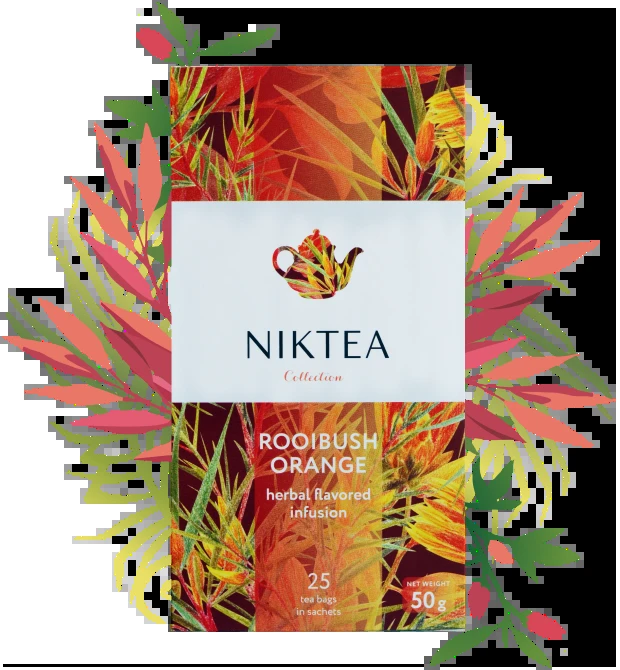 NIKTEA
Collection
ROOIBUSH
ORANGE
herbal flavored
infusion
25
tea bags
in sachets
NET WEIGHT
50 g